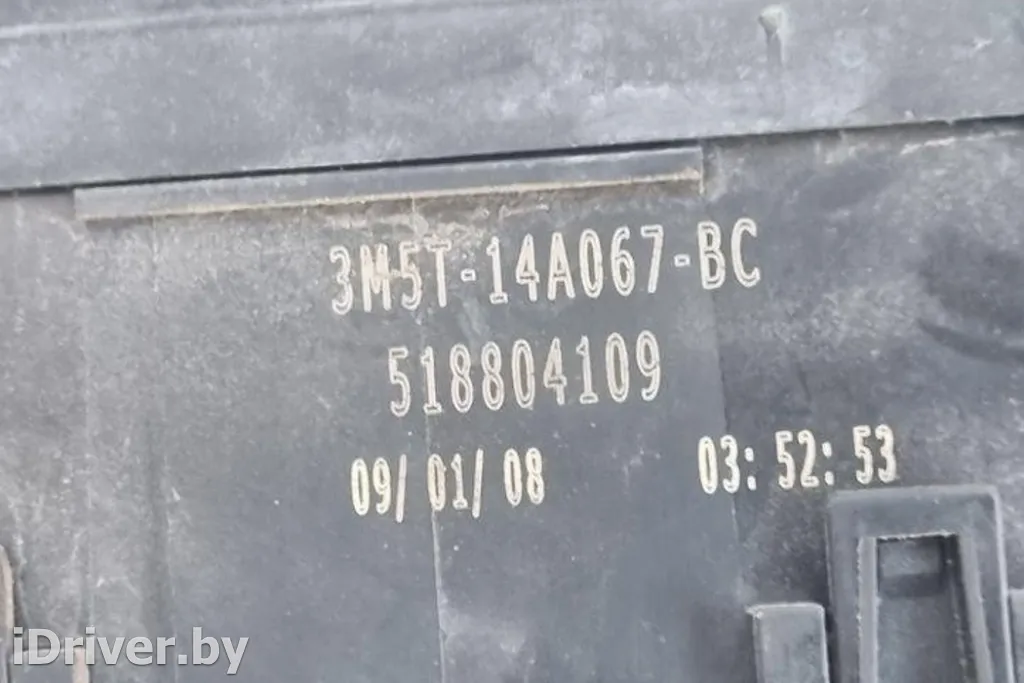 3M5T-14A067-BC
518804109
09/ 01/ 08 03: 52: 53
iDriver.by